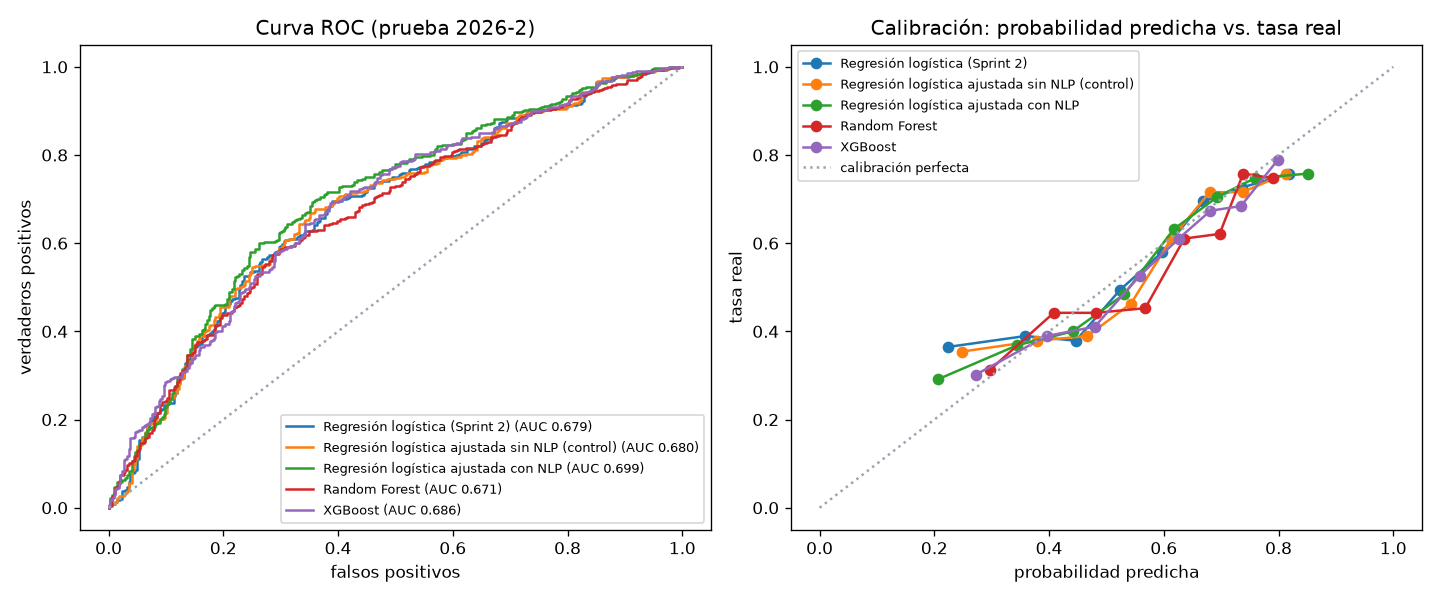 Curva ROC (prueba 2026-2)
verdaderos positivos
1.0
0.8
0.6
0.4
0.2
0.0
Regresión logística (Sprint 2) (AUC 0.679)
Regresión logística ajustada sin NLP (control) (AUC 0.680)
Regresión logística ajustada con NLP (AUC 0.699)
Random Forest (AUC 0.671)
XGBoost (AUC 0.686)
0.0 0.2 0.4 0.6 0.8 1.0
falsos positivos
Calibración: probabilidad predicha vs. tasa real
tasa real
1.0
0.8
0.6
0.4
0.2
0.0
Regresión logística (Sprint 2)
Regresión logística ajustada sin NLP (control)
Regresión logística ajustada con NLP
Random Forest
XGBoost
calibración perfecta
0.0 0.2 0.4 0.6 0.8 1.0
probabilidad predicha